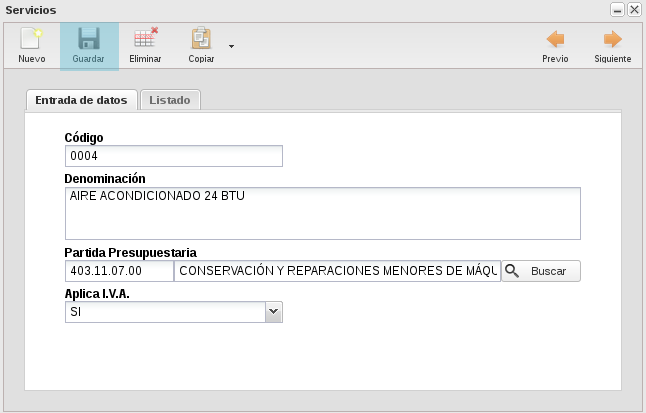 Servicios
Nuevo Guardar Eliminar Copiar Previo Siguiente
Entrada de datos Listado
Código
0004
Denominación
AIRE ACONDICIONADO 24 BTU
Partida Presupuestaria
403.11.07.00 CONSERVACIÓN Y REPARACIONES MENORES DE MÁQU Buscar
Aplica I.V.A.
SI